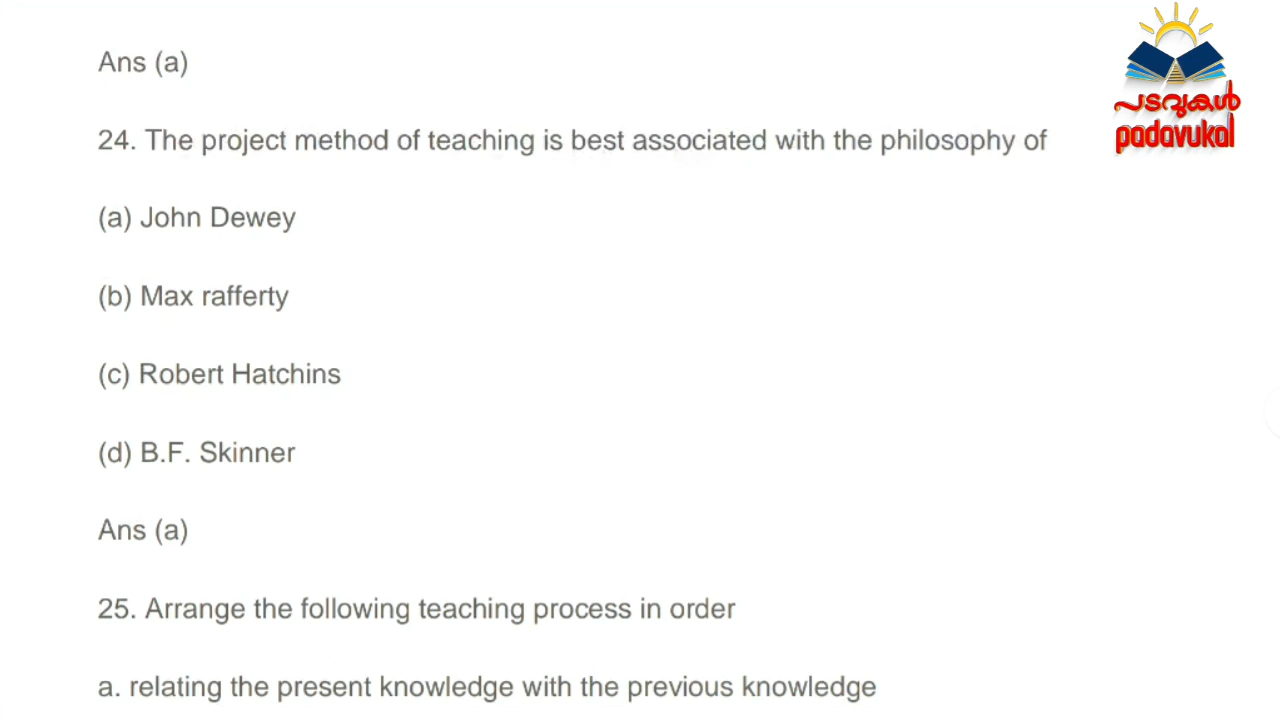 Ans (a)
പടവുകൾ
padavukal
24. The project method of teaching is best associated with the philosophy of
(a) John Dewey
(b) Max rafferty
(c) Robert Hatchins
(d) B.F. Skinner
Ans (a)
25. Arrange the following teaching process in order
a. relating the present knowledge with the previous knowledge